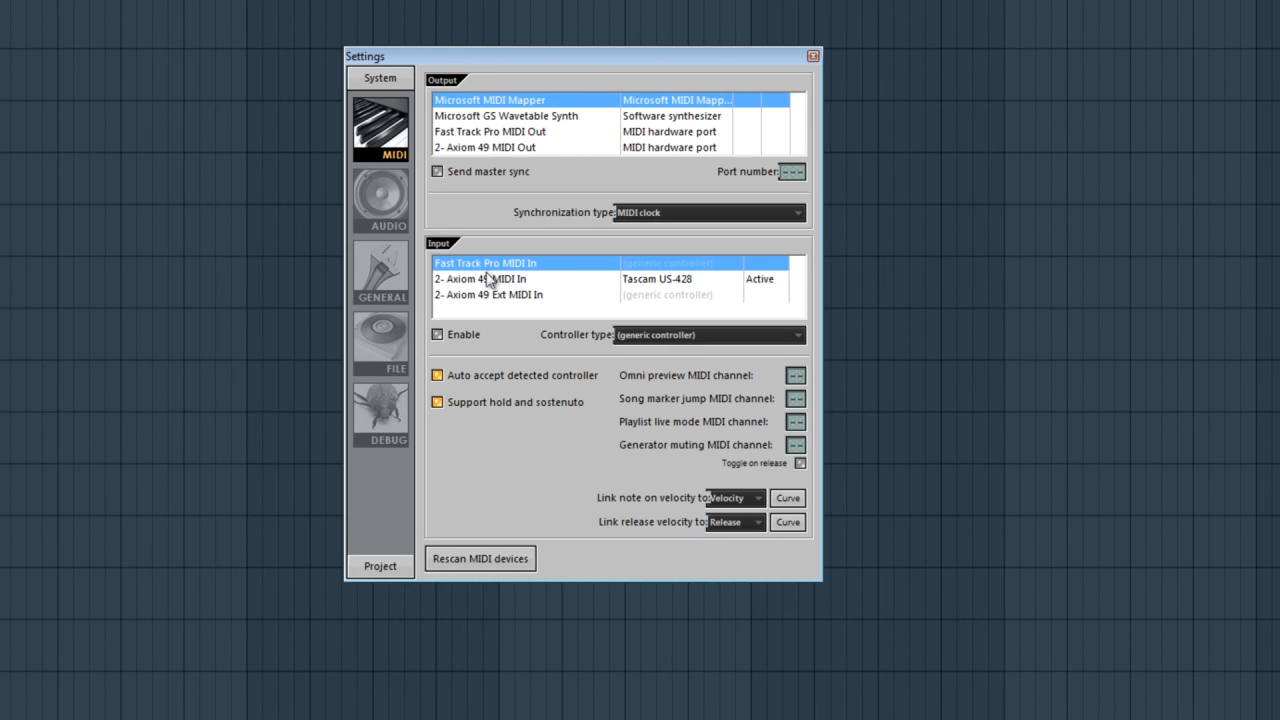 Settings
System
MIDI
AUDIO
GENERAL
FILE
DEBUG
Project
Output
Microsoft MIDI Mapper Microsoft MIDI Mapp...
Microsoft GS Wavetable Synth Software synthesizer
Fast Track Pro MIDI Out MIDI hardware port
2- Axiom 49 MIDI Out MIDI hardware port
Send master sync Port number: ---
Synchronization type: MIDI clock
Input
Fast Track Pro MIDI In (generic controller)
2- Axiom 49 MIDI In Tascam US-428 Active
2- Axiom 49 Ext MIDI In (generic controller)
Enable Controller type: (generic controller)
Auto accept detected controller Omni preview MIDI channel: --
Song marker jump MIDI channel: --
Support hold and sostenuto
Playlist live mode MIDI channel: --
Generator muting MIDI channel: --
Toggle on release
Link note on velocity to: Velocity Curve
Link release velocity to: Release Curve
Rescan MIDI devices